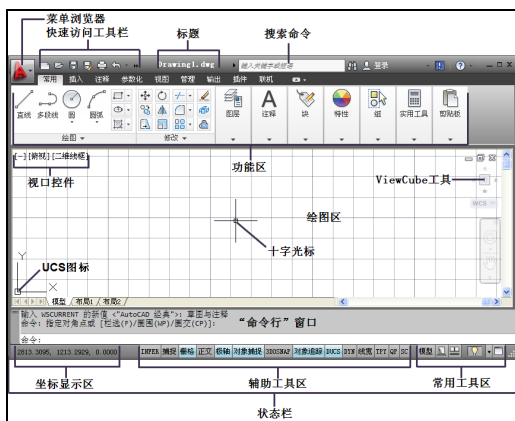 菜单浏览器
快速访问工具栏
标题
搜索命令
Drawing1.dwg
键入关键字或短语
登录
常用 插入 注释 参数化 视图 管理 输出 插件 联机
直线 多段线 圆 圆弧
图层 注释 块 特性 组 实用工具 剪贴板
绘图 修改
功能区
[-][俯视][二维线框]
视口控件
ViewCube工具
WCS
绘图区
十字光标
Y
UCS图标
X
模型 布局1 布局2
输入 WSCURRENT 的新值 <"AutoCAD 经典">: 草图与注释
命令: 指定对角点或 [栏选(F)/圈围(WP)/圈交(CP)]:
“命令行”窗口
命令:
2813.3095, 1213.2929, 0.0000
INFER 捕捉 栅格 正交 极轴 对象捕捉 3DOSNAP 对象追踪 DUCS DYN 线宽 TPY QP SC
模型
坐标显示区
辅助工具区
常用工具区
状态栏